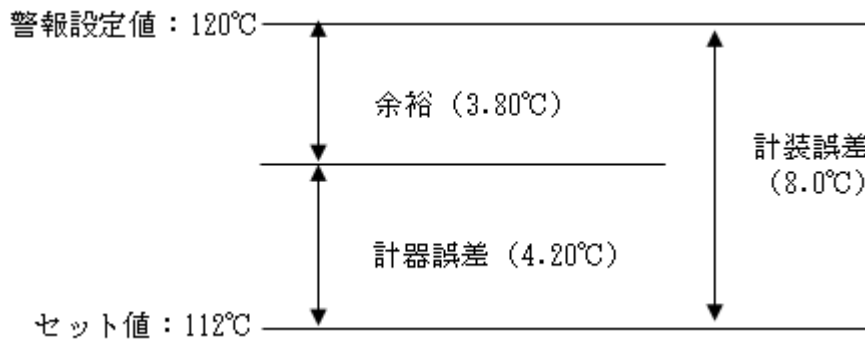 警報設定値：120℃
余裕（3.80℃）
計装誤差
（8.0℃）
計器誤差（4.20℃）
セット値：112℃